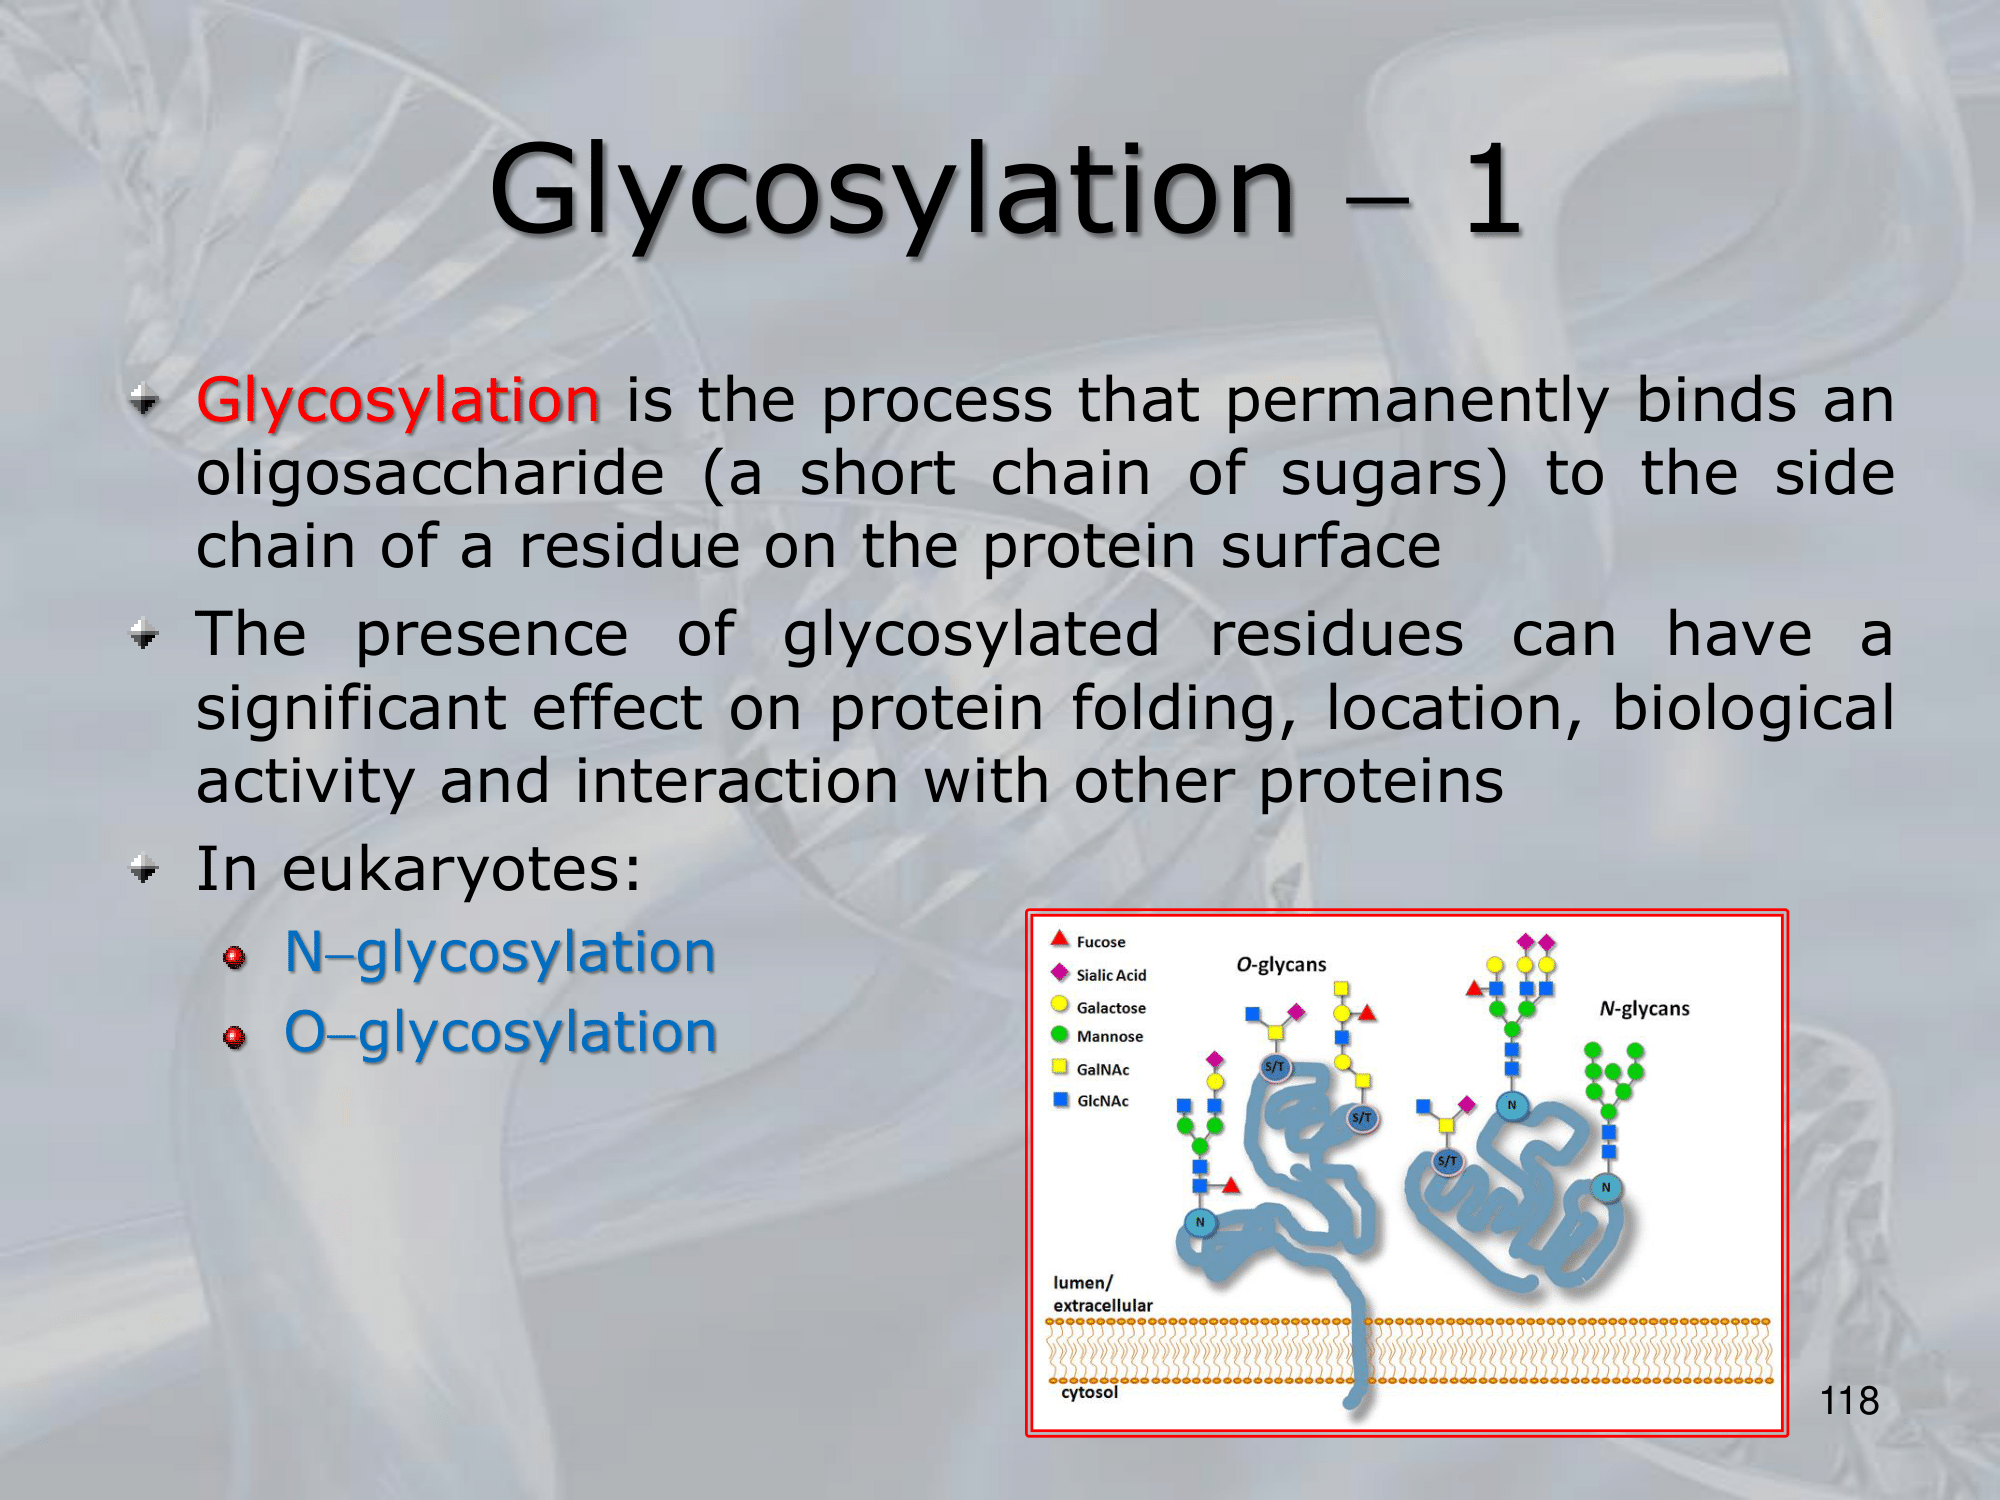 Glycosylation – 1
Glycosylation is the process that permanently binds an
oligosaccharide (a short chain of sugars) to the side
chain of a residue on the protein surface
The presence of glycosylated residues can have a
significant effect on protein folding, location, biological
activity and interaction with other proteins
In eukaryotes:
N–glycosylation
O–glycosylation
Fucose
Sialic Acid
Galactose
Mannose
GalNAc
GlcNAc
O-glycans
N-glycans
S/T
S/T
N
S/T
N
N
lumen/
extracellular
cytosol
118